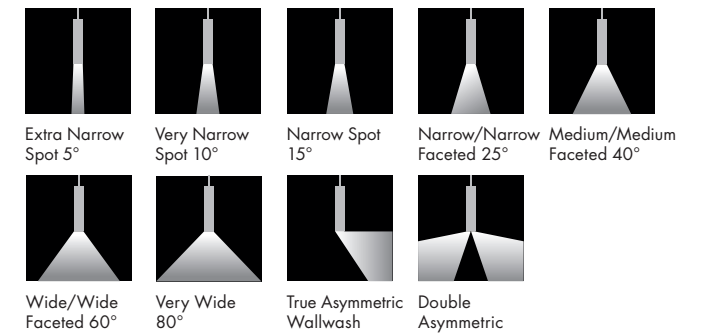 Extra Narrow
Spot 5°
Very Narrow
Spot 10°
Narrow Spot
15°
Narrow/Narrow
Faceted 25°
Medium/Medium
Faceted 40°
Wide/Wide
Faceted 60°
Very Wide
80°
True Asymmetric
Wallwash
Double
Asymmetric